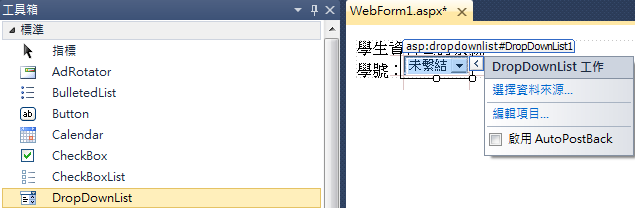 工具箱
標準
指標
AdRotator
BulletedList
Button
Calendar
CheckBox
CheckBoxList
DropDownList
WebForm1.aspx*
asp:dropdownlist#DropDownList1
學生資
學號：
未繫結
DropDownList 工作
選擇資料來源...
編輯項目...
啟用 AutoPostBack